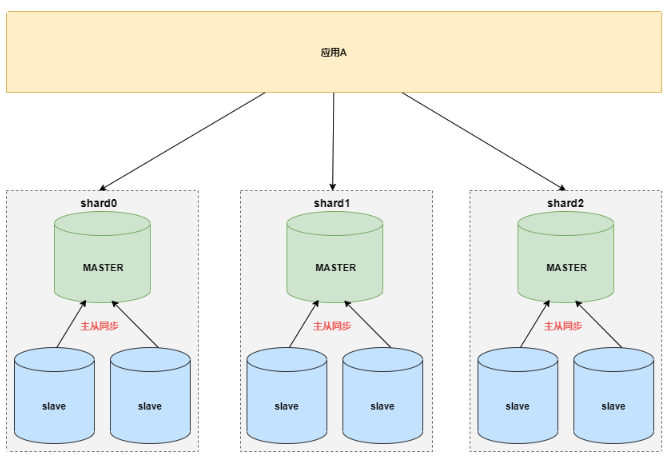 应用A
shard0
shard1
shard2
MASTER
MASTER
MASTER
主从同步
主从同步
主从同步
slave
slave
slave
slave
slave
slave